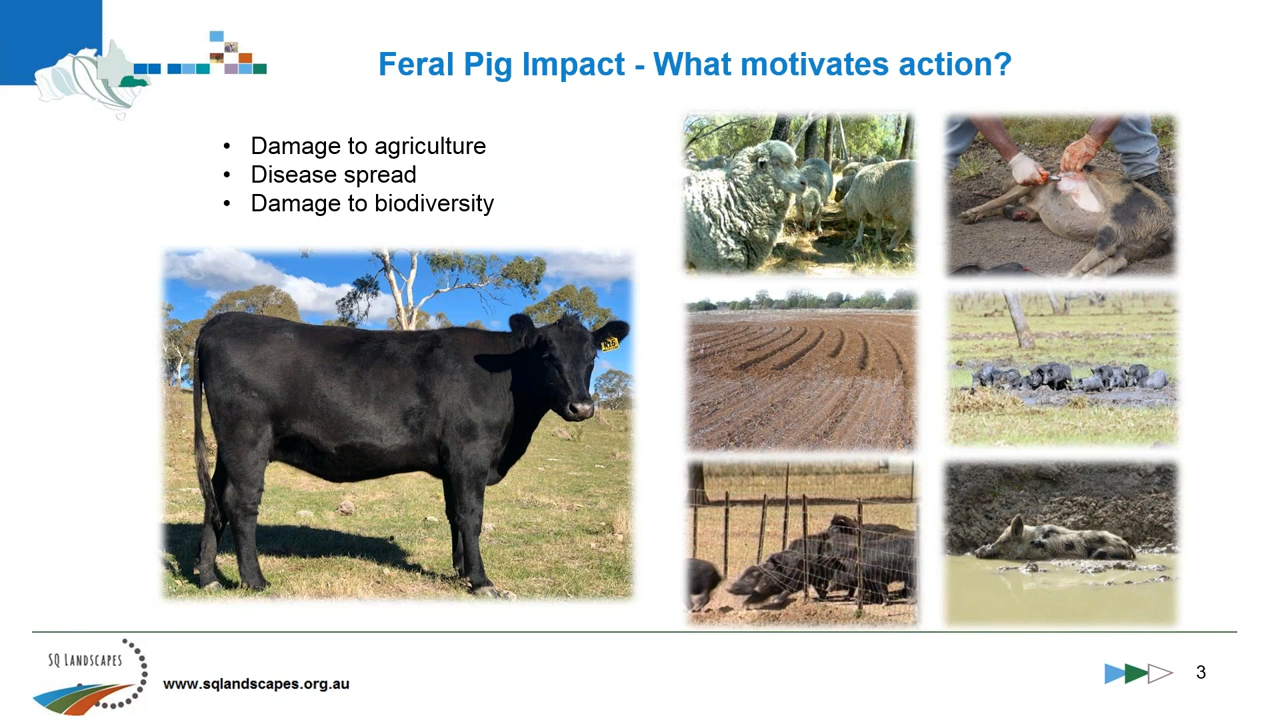 Feral Pig Impact - What motivates action?
• Damage to agriculture
• Disease spread
• Damage to biodiversity
SQ LANDSCAPES
www.sqlandscapes.org.au
3